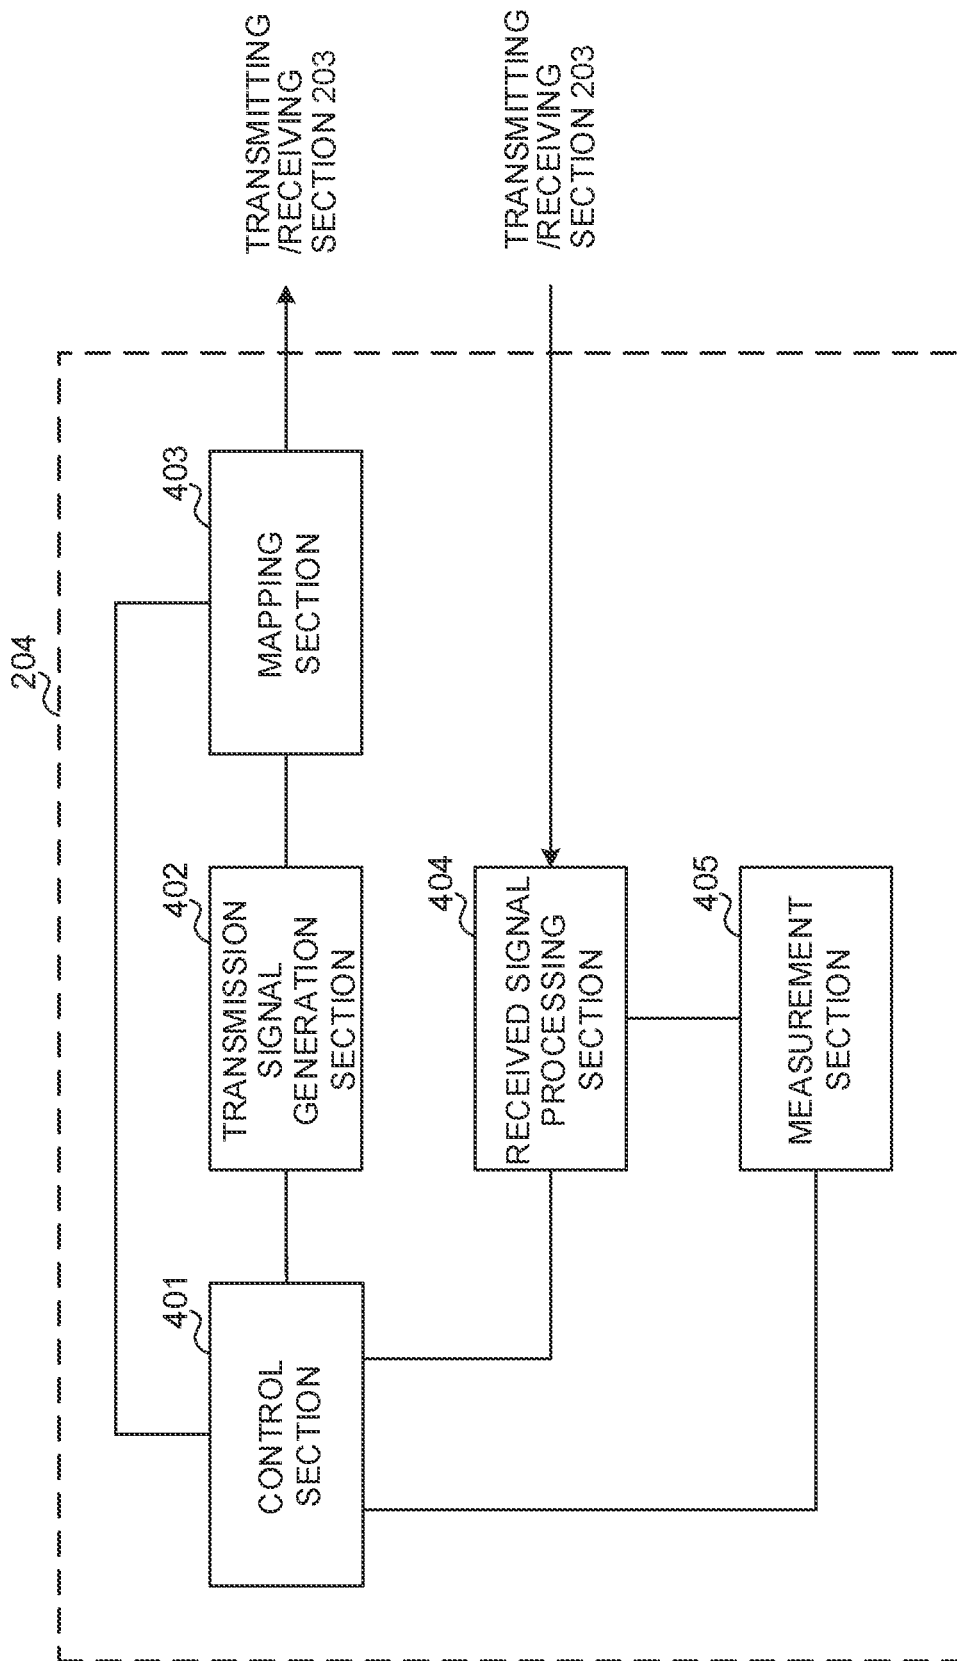 204
401
CONTROL
SECTION
402
TRANSMISSION
SIGNAL
GENERATION
SECTION
403
MAPPING
SECTION
TRANSMITTING
/RECEIVING
SECTION 203
404
RECEIVED SIGNAL
PROCESSING
SECTION
TRANSMITTING
/RECEIVING
SECTION 203
405
MEASUREMENT
SECTION